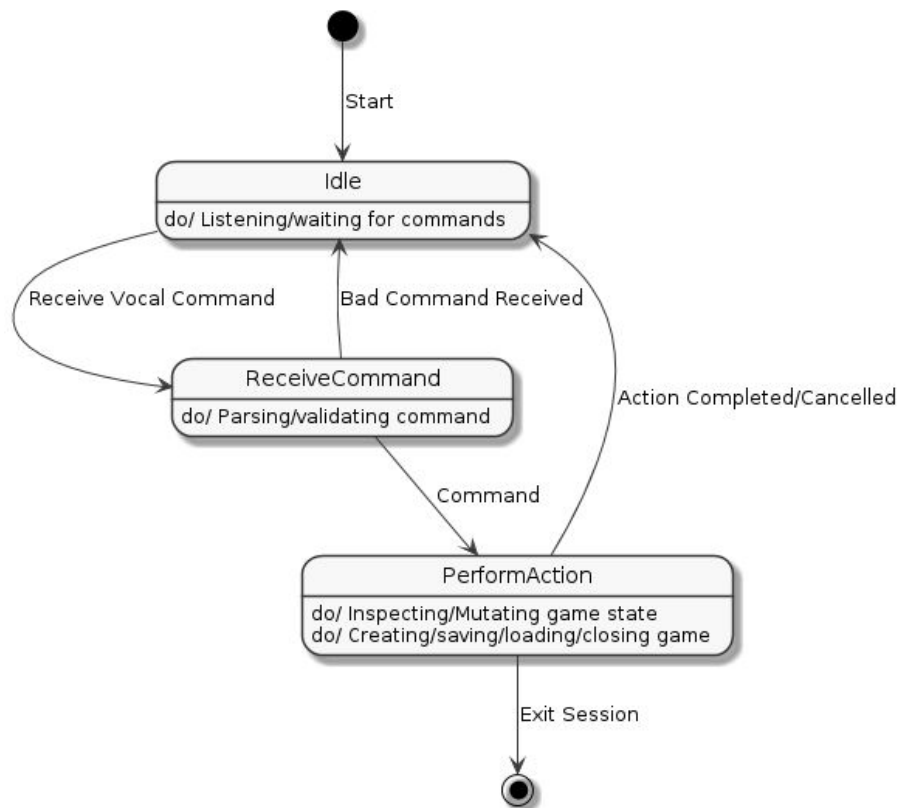 Start
Idle
do/ Listening/waiting for commands
Receive Vocal Command
Bad Command Received
ReceiveCommand
do/ Parsing/validating command
Action Completed/Cancelled
Command
PerformAction
do/ Inspecting/Mutating game state
do/ Creating/saving/loading/closing game
Exit Session